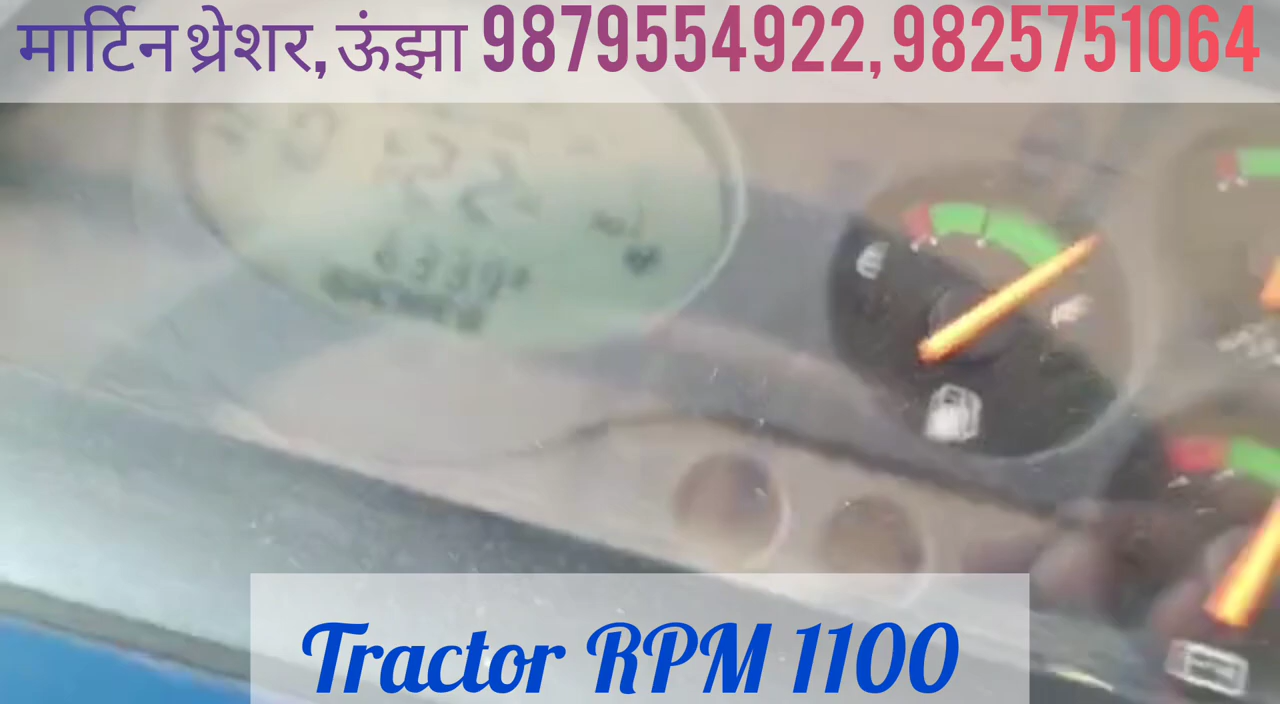 मार्टिन थ्रेशर, ऊंझा 9879554922, 9825751064
Tractor RPM 1100